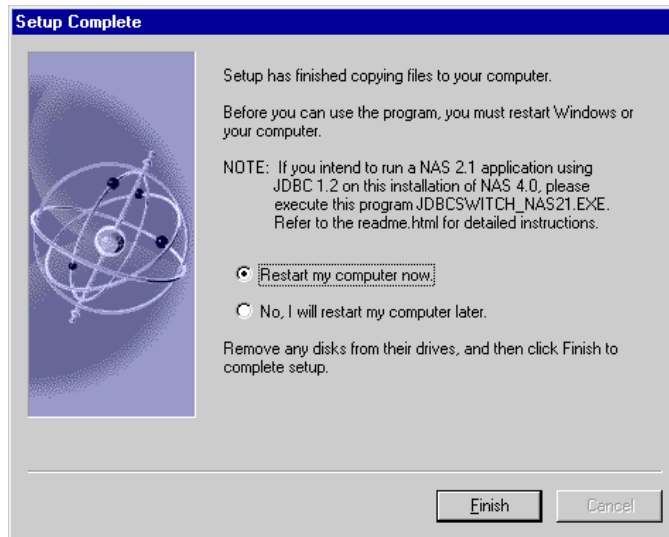 Setup Complete
Setup has finished copying files to your computer.
Before you can use the program, you must restart Windows or
your computer.
NOTE: If you intend to run a NAS 2.1 application using
JDBC 1.2 on this installation of NAS 4.0, please
execute this program JDBCSWITCH_NAS21.EXE.
Refer to the readme.html for detailed instructions.
Restart my computer now.
No, I will restart my computer later.
Remove any disks from their drives, and then click Finish to
complete setup.
Finish
Cancel